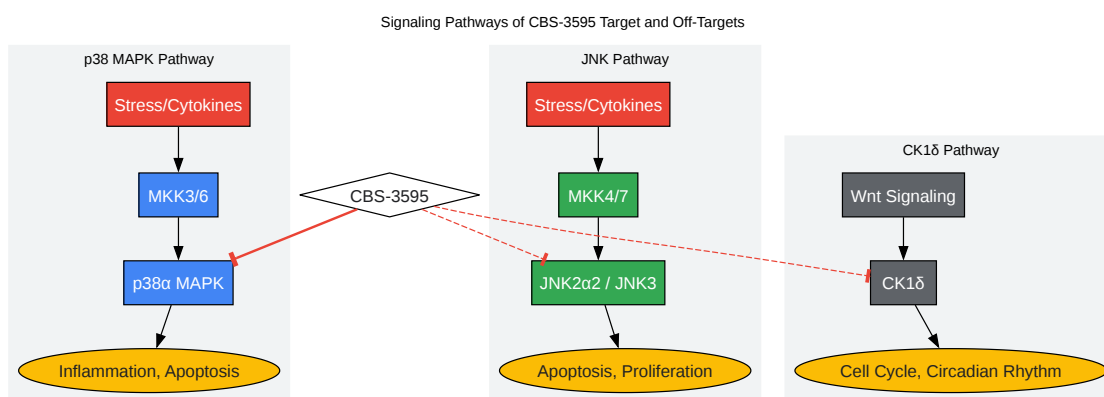 Signaling Pathways of CBS-3595 Target and Off-Targets
p38 MAPK Pathway
Stress/Cytokines
MKK3/6
p38α MAPK
Inflammation, Apoptosis
CBS-3595
JNK Pathway
Stress/Cytokines
MKK4/7
JNK2α2 / JNK3
Apoptosis, Proliferation
CK1δ Pathway
Wnt Signaling
CK1δ
Cell Cycle, Circadian Rhythm